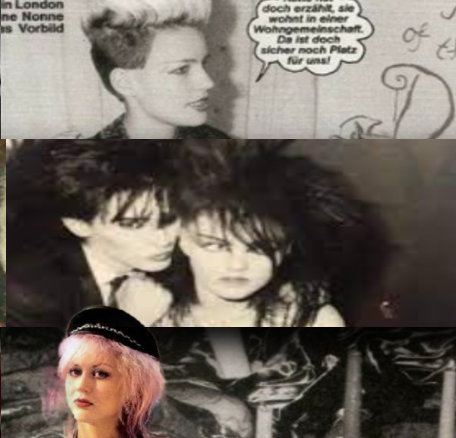 in London
ne Nonne
as Vorbild
doch erzählt, sie
wohnt in einer
Wohngemeinschaft.
Da ist doch
sicher noch Platz
für uns!
of
D